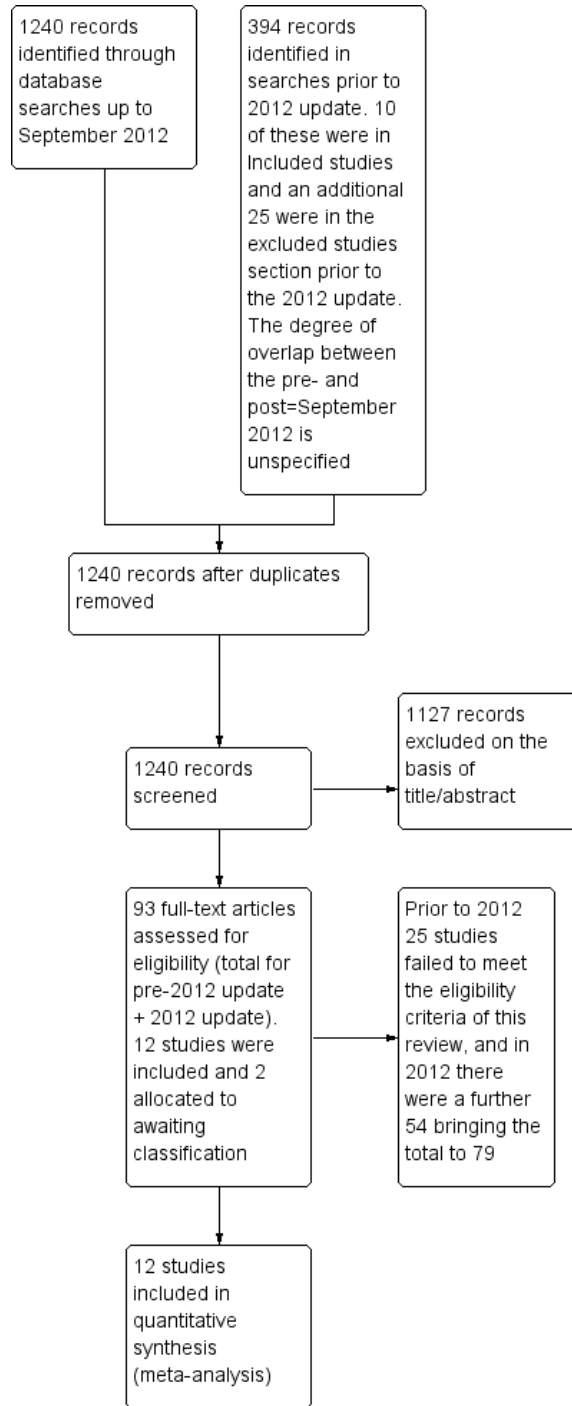 1240 records
identified through
database
searches up to
September 2012
394 records
identified in
searches prior to
2012 update. 10
of these were in
Included studies
and an additional
25 were in the
excluded studies
section prior to
the 2012 update.
The degree of
overlap between
the pre- and
post=September
2012 is
unspecified
1240 records after duplicates
removed
1240 records
screened
1127 records
excluded on the
basis of
title/abstract
93 full-text articles
assessed for
eligibility (total for
pre-2012 update
+ 2012 update).
12 studies were
included and 2
allocated to
awaiting
classification
Prior to 2012
25 studies
failed to meet
the eligibility
criteria of this
review, and in
2012 there
were a further
54 bringing the
total to 79
12 studies
included in
quantitative
synthesis
(meta-analysis)